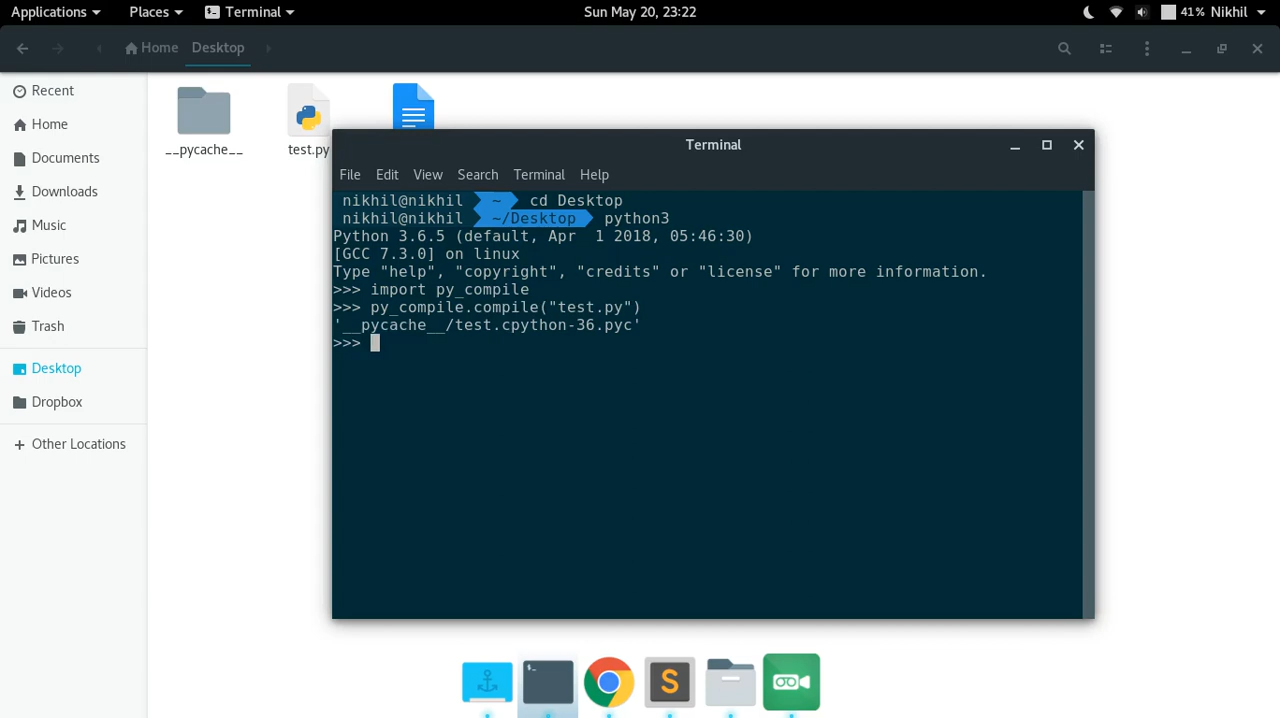 Applications Places Terminal Sun May 20, 23:22 41% Nikhil
Home Desktop
Recent
Home
Documents
Downloads
Music
Pictures
Videos
Trash
Desktop
Dropbox
Other Locations
__pycache__ test.py
Terminal
File Edit View Search Terminal Help
nikhil@nikhil ~ cd Desktop
nikhil@nikhil ~/Desktop python3
Python 3.6.5 (default, Apr  1 2018, 05:46:30)
[GCC 7.3.0] on linux
Type "help", "copyright", "credits" or "license" for more information.
>>> import py_compile
>>> py_compile.compile("test.py")
'__pycache__/test.cpython-36.pyc'
>>>
$_
S